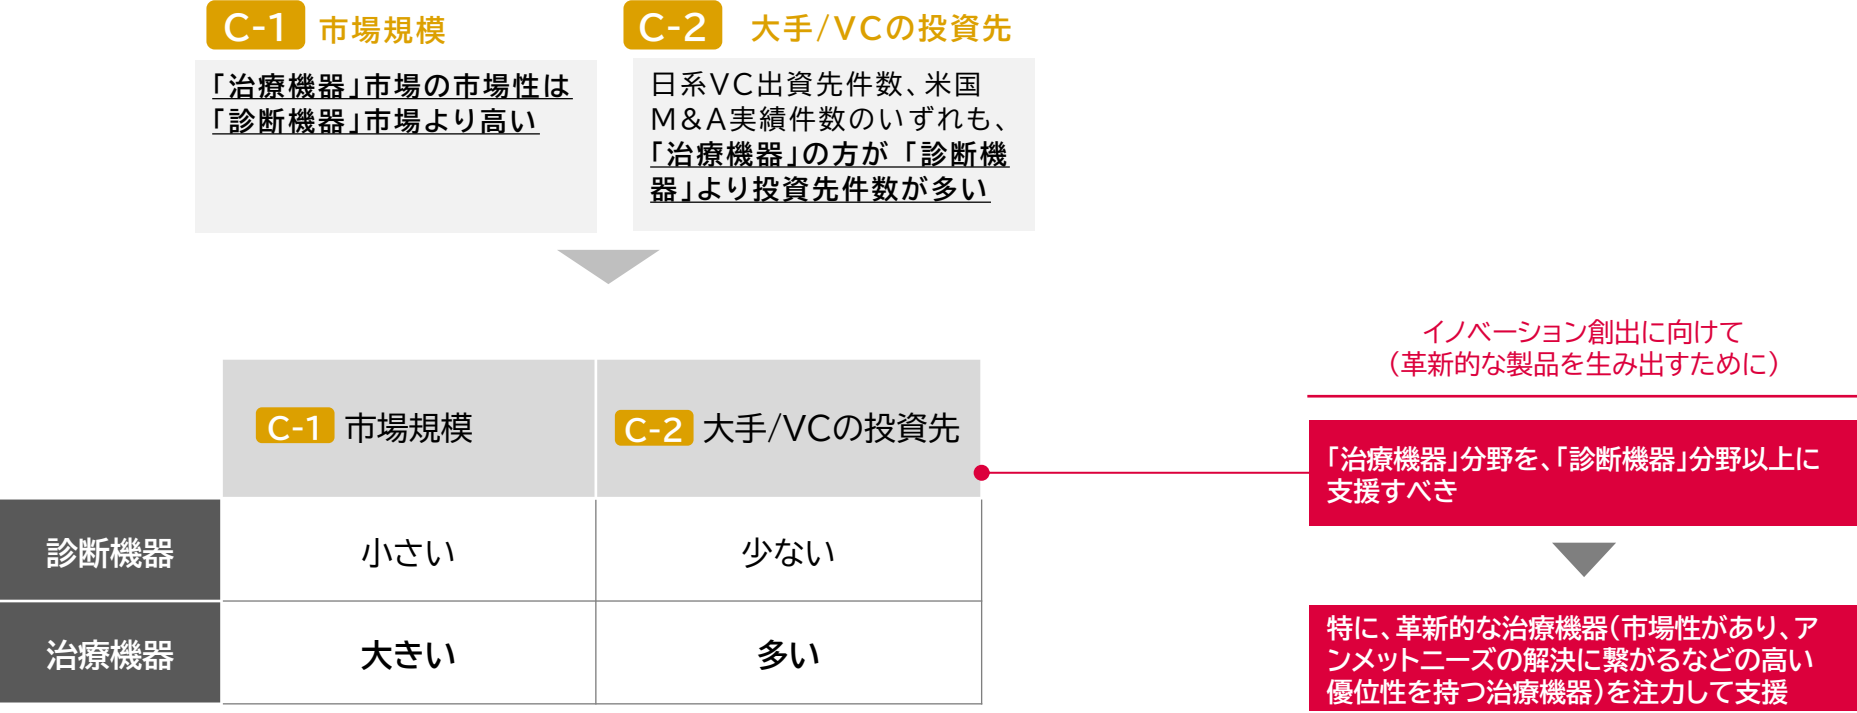 C-1 市場規模
「治療機器」市場の市場性は
「診断機器」市場より高い
C-2 大手/VCの投資先
日系VC出資先件数、米国
M&A実績件数のいずれも、
「治療機器」の方が「診断機
器」より投資先件数が多い
C-1 市場規模
C-2 大手/VCの投資先
診断機器
小さい
少ない
治療機器
大きい
多い
イノベーション創出に向けて
（革新的な製品を生み出すために）
「治療機器」分野を、「診断機器」分野以上に
支援すべき
特に、革新的な治療機器（市場性があり、ア
ンメットニーズの解決に繋がるなどの高い
優位性を持つ治療機器）を注力して支援